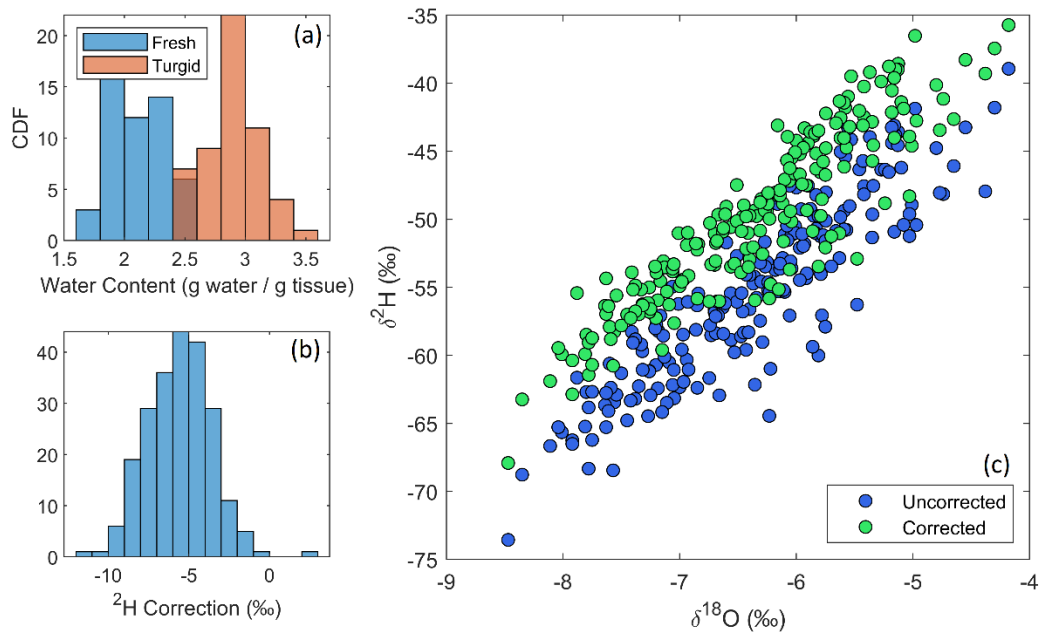 (a)
Fresh
Turgid
CDF
20
15
10
5
0
1.5 2 2.5 3 3.5
Water Content (g water / g tissue)
(b)
40
30
20
10
0
-10 -5 0
²H Correction (‰)
-35
-40
-45
-50
-55
-60
-65
-70
-75
δ²H (‰)
(c)
Uncorrected
Corrected
-9 -8 -7 -6 -5 -4
δ¹⁸O (‰)